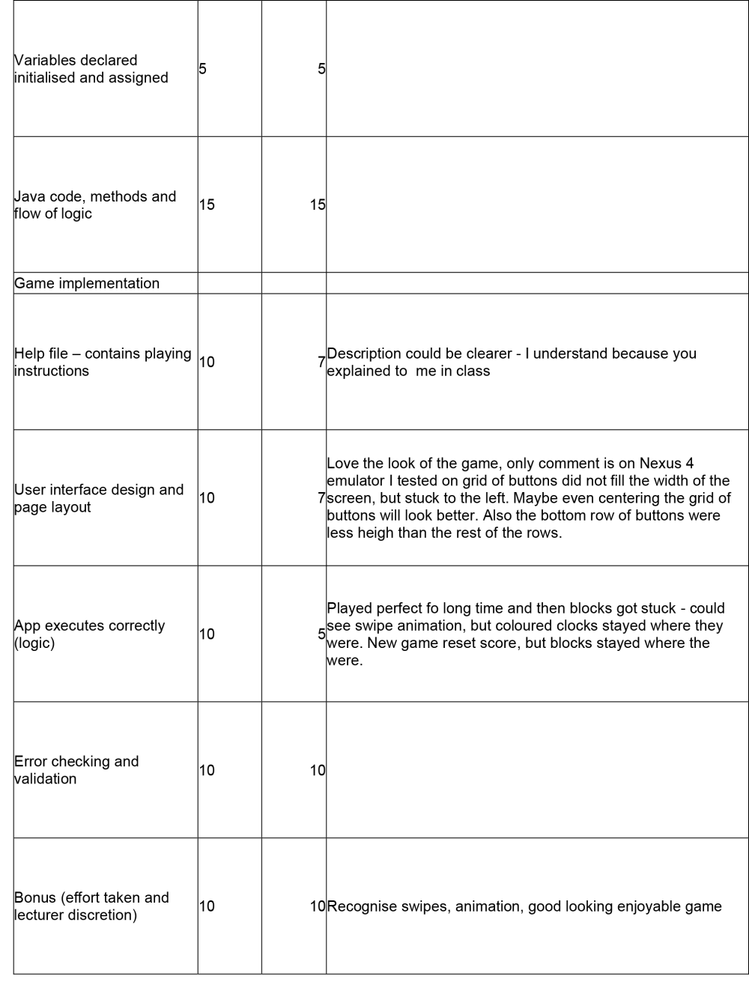 Variables declared
initialised and assigned
5
5
Java code, methods and
flow of logic
15
15
Game implementation
Help file – contains playing
instructions
10
7
Description could be clearer - I understand because you
explained to  me in class
User interface design and
page layout
10
7
Love the look of the game, only comment is on Nexus 4
emulator I tested on grid of buttons did not fill the width of the
screen, but stuck to the left. Maybe even centering the grid of
buttons will look better. Also the bottom row of buttons were
less heigh than the rest of the rows.
App executes correctly
(logic)
10
5
Played perfect fo long time and then blocks got stuck - could
see swipe animation, but coloured clocks stayed where they
were. New game reset score, but blocks stayed where the
were.
Error checking and
validation
10
10
Bonus (effort taken and
lecturer discretion)
10
10
Recognise swipes, animation, good looking enjoyable game